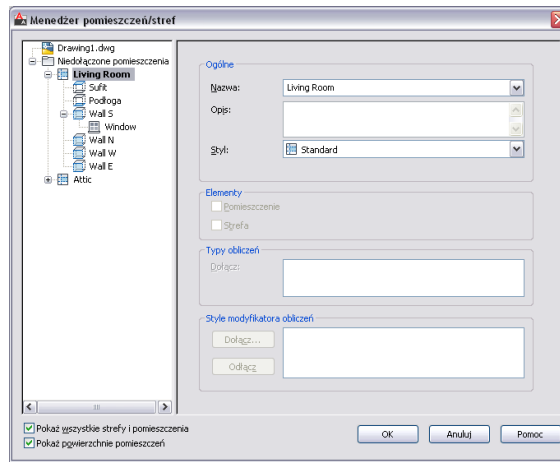 Menedżer pomieszczeń/stref
Drawing1.dwg
Niedołączone pomieszczenia
Living Room
Sufit
Podłoga
Wall S
Window
Wall N
Wall W
Wall E
Attic
Ogólne
Nazwa:
Living Room
Opis:
Styl:
Standard
Elementy
Pomieszczenie
Strefa
Typy obliczeń
Dołącz:
Style modyfikatora obliczeń
Dołącz...
Odłącz
Pokaż wszystkie strefy i pomieszczenia
Pokaż powierzchnie pomieszczeń
OK
Anuluj
Pomoc